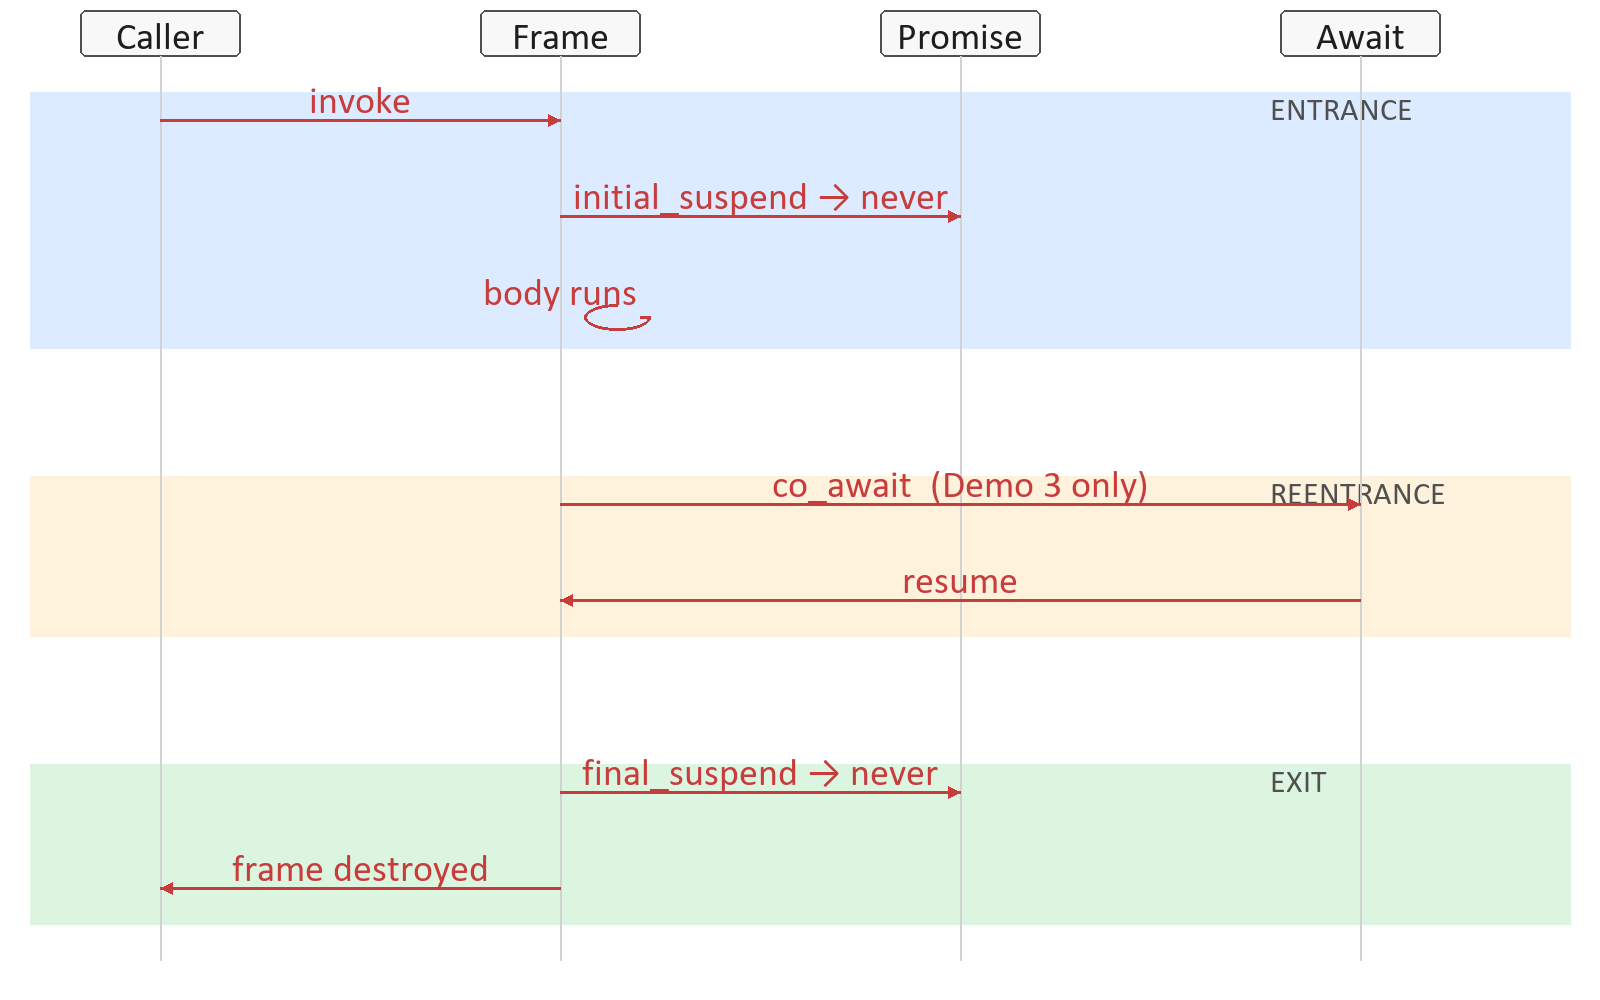 Caller
Frame
Promise
Await
invoke
ENTRANCE
initial_suspend → never
body runs
co_await  (Demo 3 only)
REENTRANCE
resume
final_suspend → never
EXIT
frame destroyed